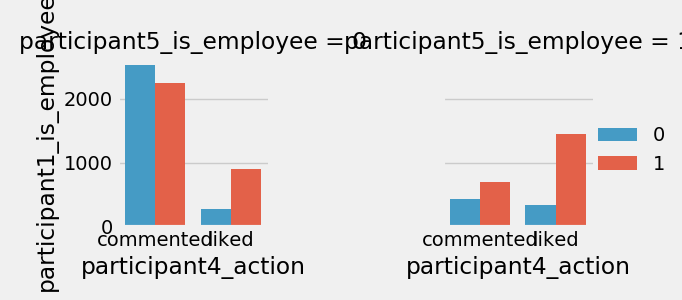 participant5_is_employee = 0
participant5_is_employee = 1
participant1_is_employee
2000
1000
0
commented
liked
commented
liked
participant4_action
participant4_action
0
1